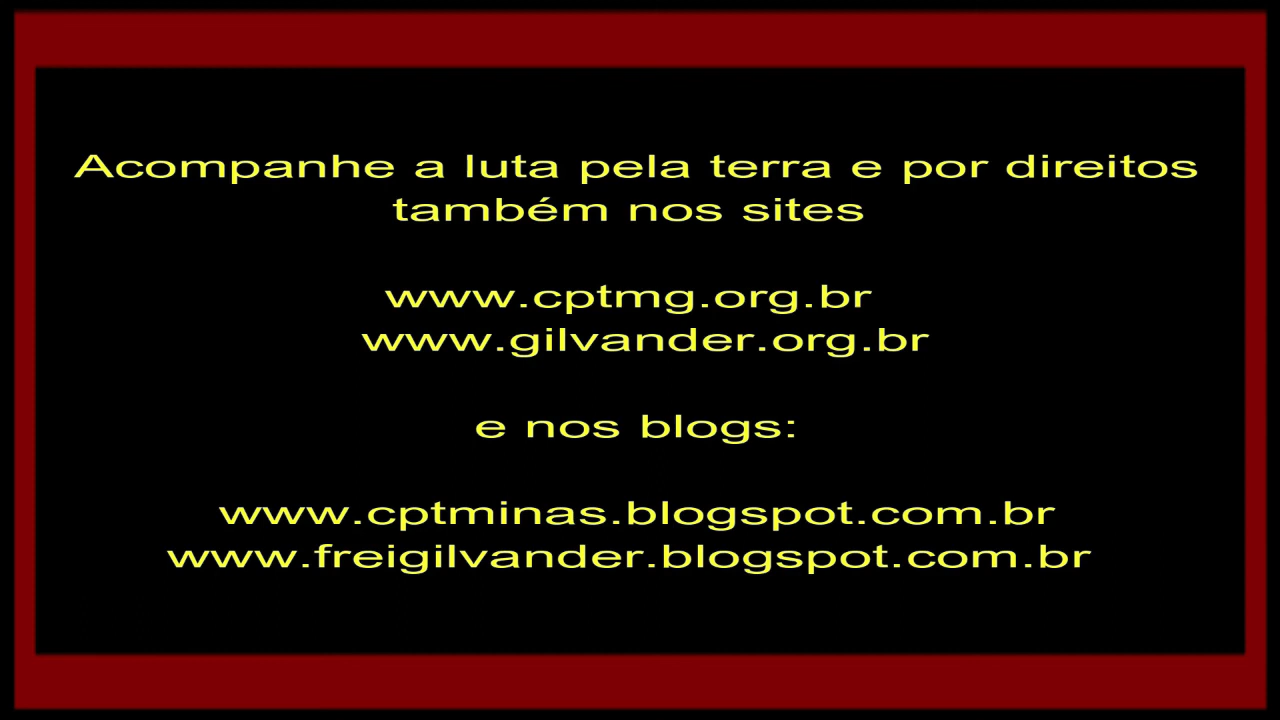 Acompanhe a luta pela terra e por direitos
também nos sites
www.cptmg.org.br
www.gilvander.org.br
e nos blogs:
www.cptminas.blogspot.com.br
www.freigilvander.blogspot.com.br